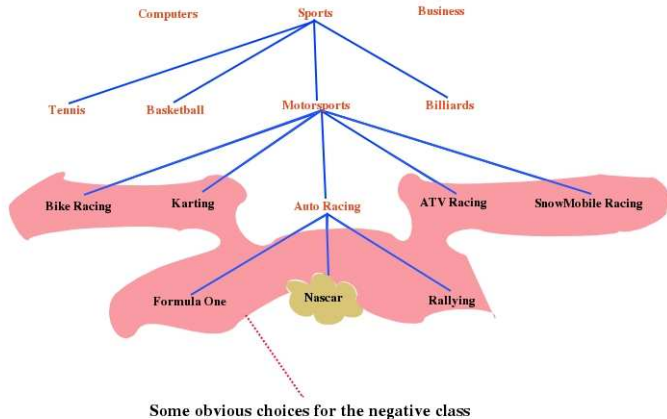 Computers Sports Business
Tennis Basketball Motorsports Billiards
Bike Racing Karting Auto Racing ATV Racing SnowMobile Racing
Formula One Nascar Rallying
Some obvious choices for the negative class